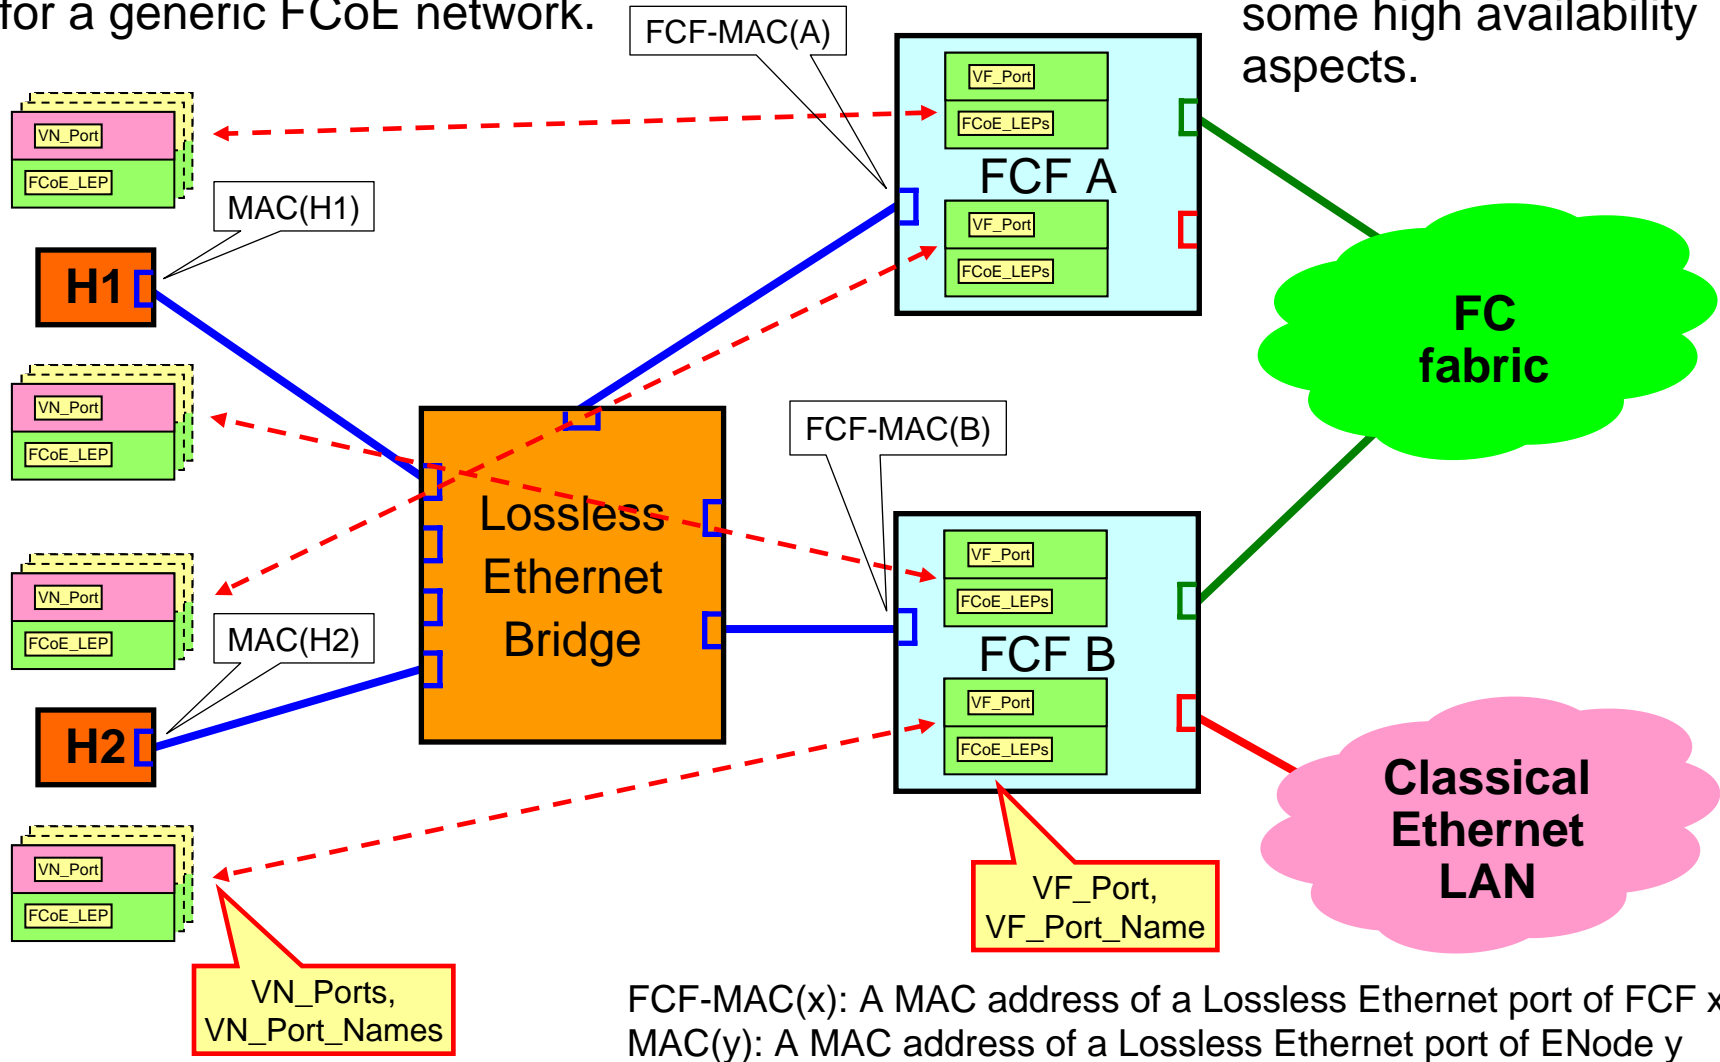 for a generic FCoE network.
some high availability
aspects.
FCF-MAC(A)
VN_Port
FCoE_LEP
MAC(H1)
H1
VF_Port
FCoE_LEPs
FCF A
VF_Port
FCoE_LEPs
FC
fabric
VN_Port
FCoE_LEP
FCF-MAC(B)
Lossless
Ethernet
Bridge
VN_Port
FCoE_LEP
MAC(H2)
H2
VF_Port
FCoE_LEPs
FCF B
VF_Port
FCoE_LEPs
Classical
Ethernet
LAN
VN_Port
FCoE_LEP
VF_Port,
VF_Port_Name
VN_Ports,
VN_Port_Names
FCF-MAC(x): A MAC address of a Lossless Ethernet port of FCF x
MAC(y): A MAC address of a Lossless Ethernet port of ENode y